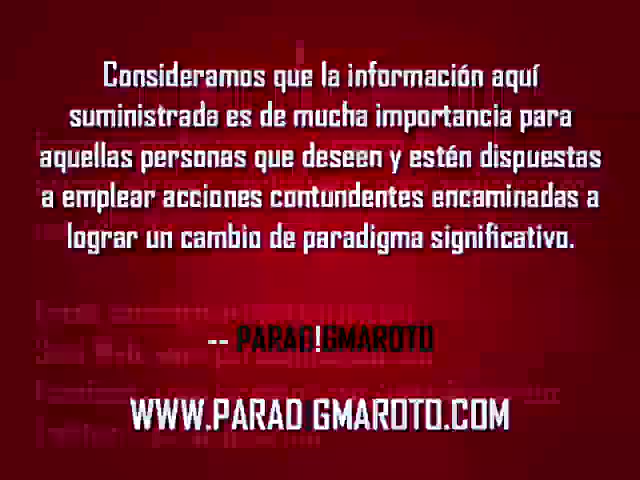 Consideramos que la información aquí
suministrada es de mucha importancia para
aquellas personas que deseen y estén dispuestas
a emplear acciones contundentes encaminadas a
lograr un cambio de paradigma significativo.
-- PARAD!GMAROTO
WWW.PARAD GMAROTO.COM